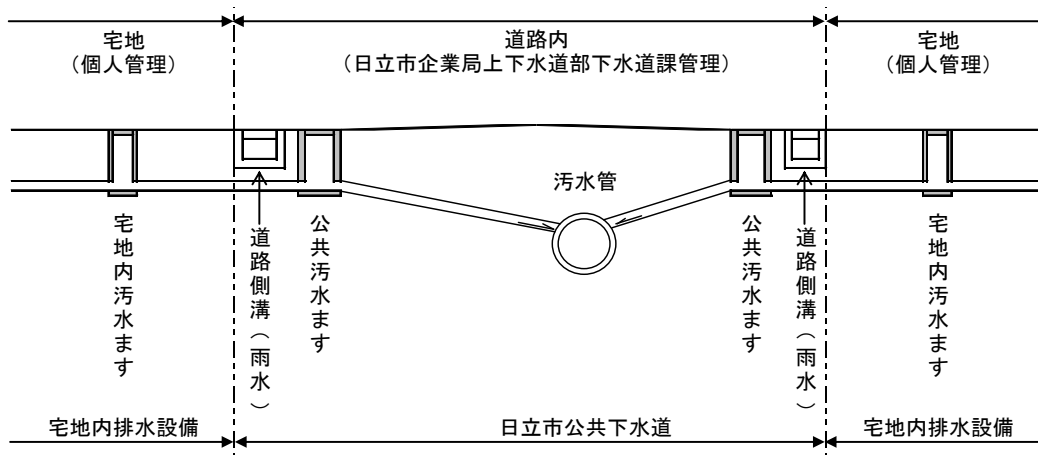 宅地
(個人管理)
道路内
(日立市企業局上下水道部下水道課管理)
宅地
(個人管理)
汚水管
宅地内汚水ます
道路側溝(雨水)
公共汚水ます
公共汚水ます
道路側溝(雨水)
宅地内汚水ます
宅地内排水設備
日立市公共下水道
宅地内排水設備